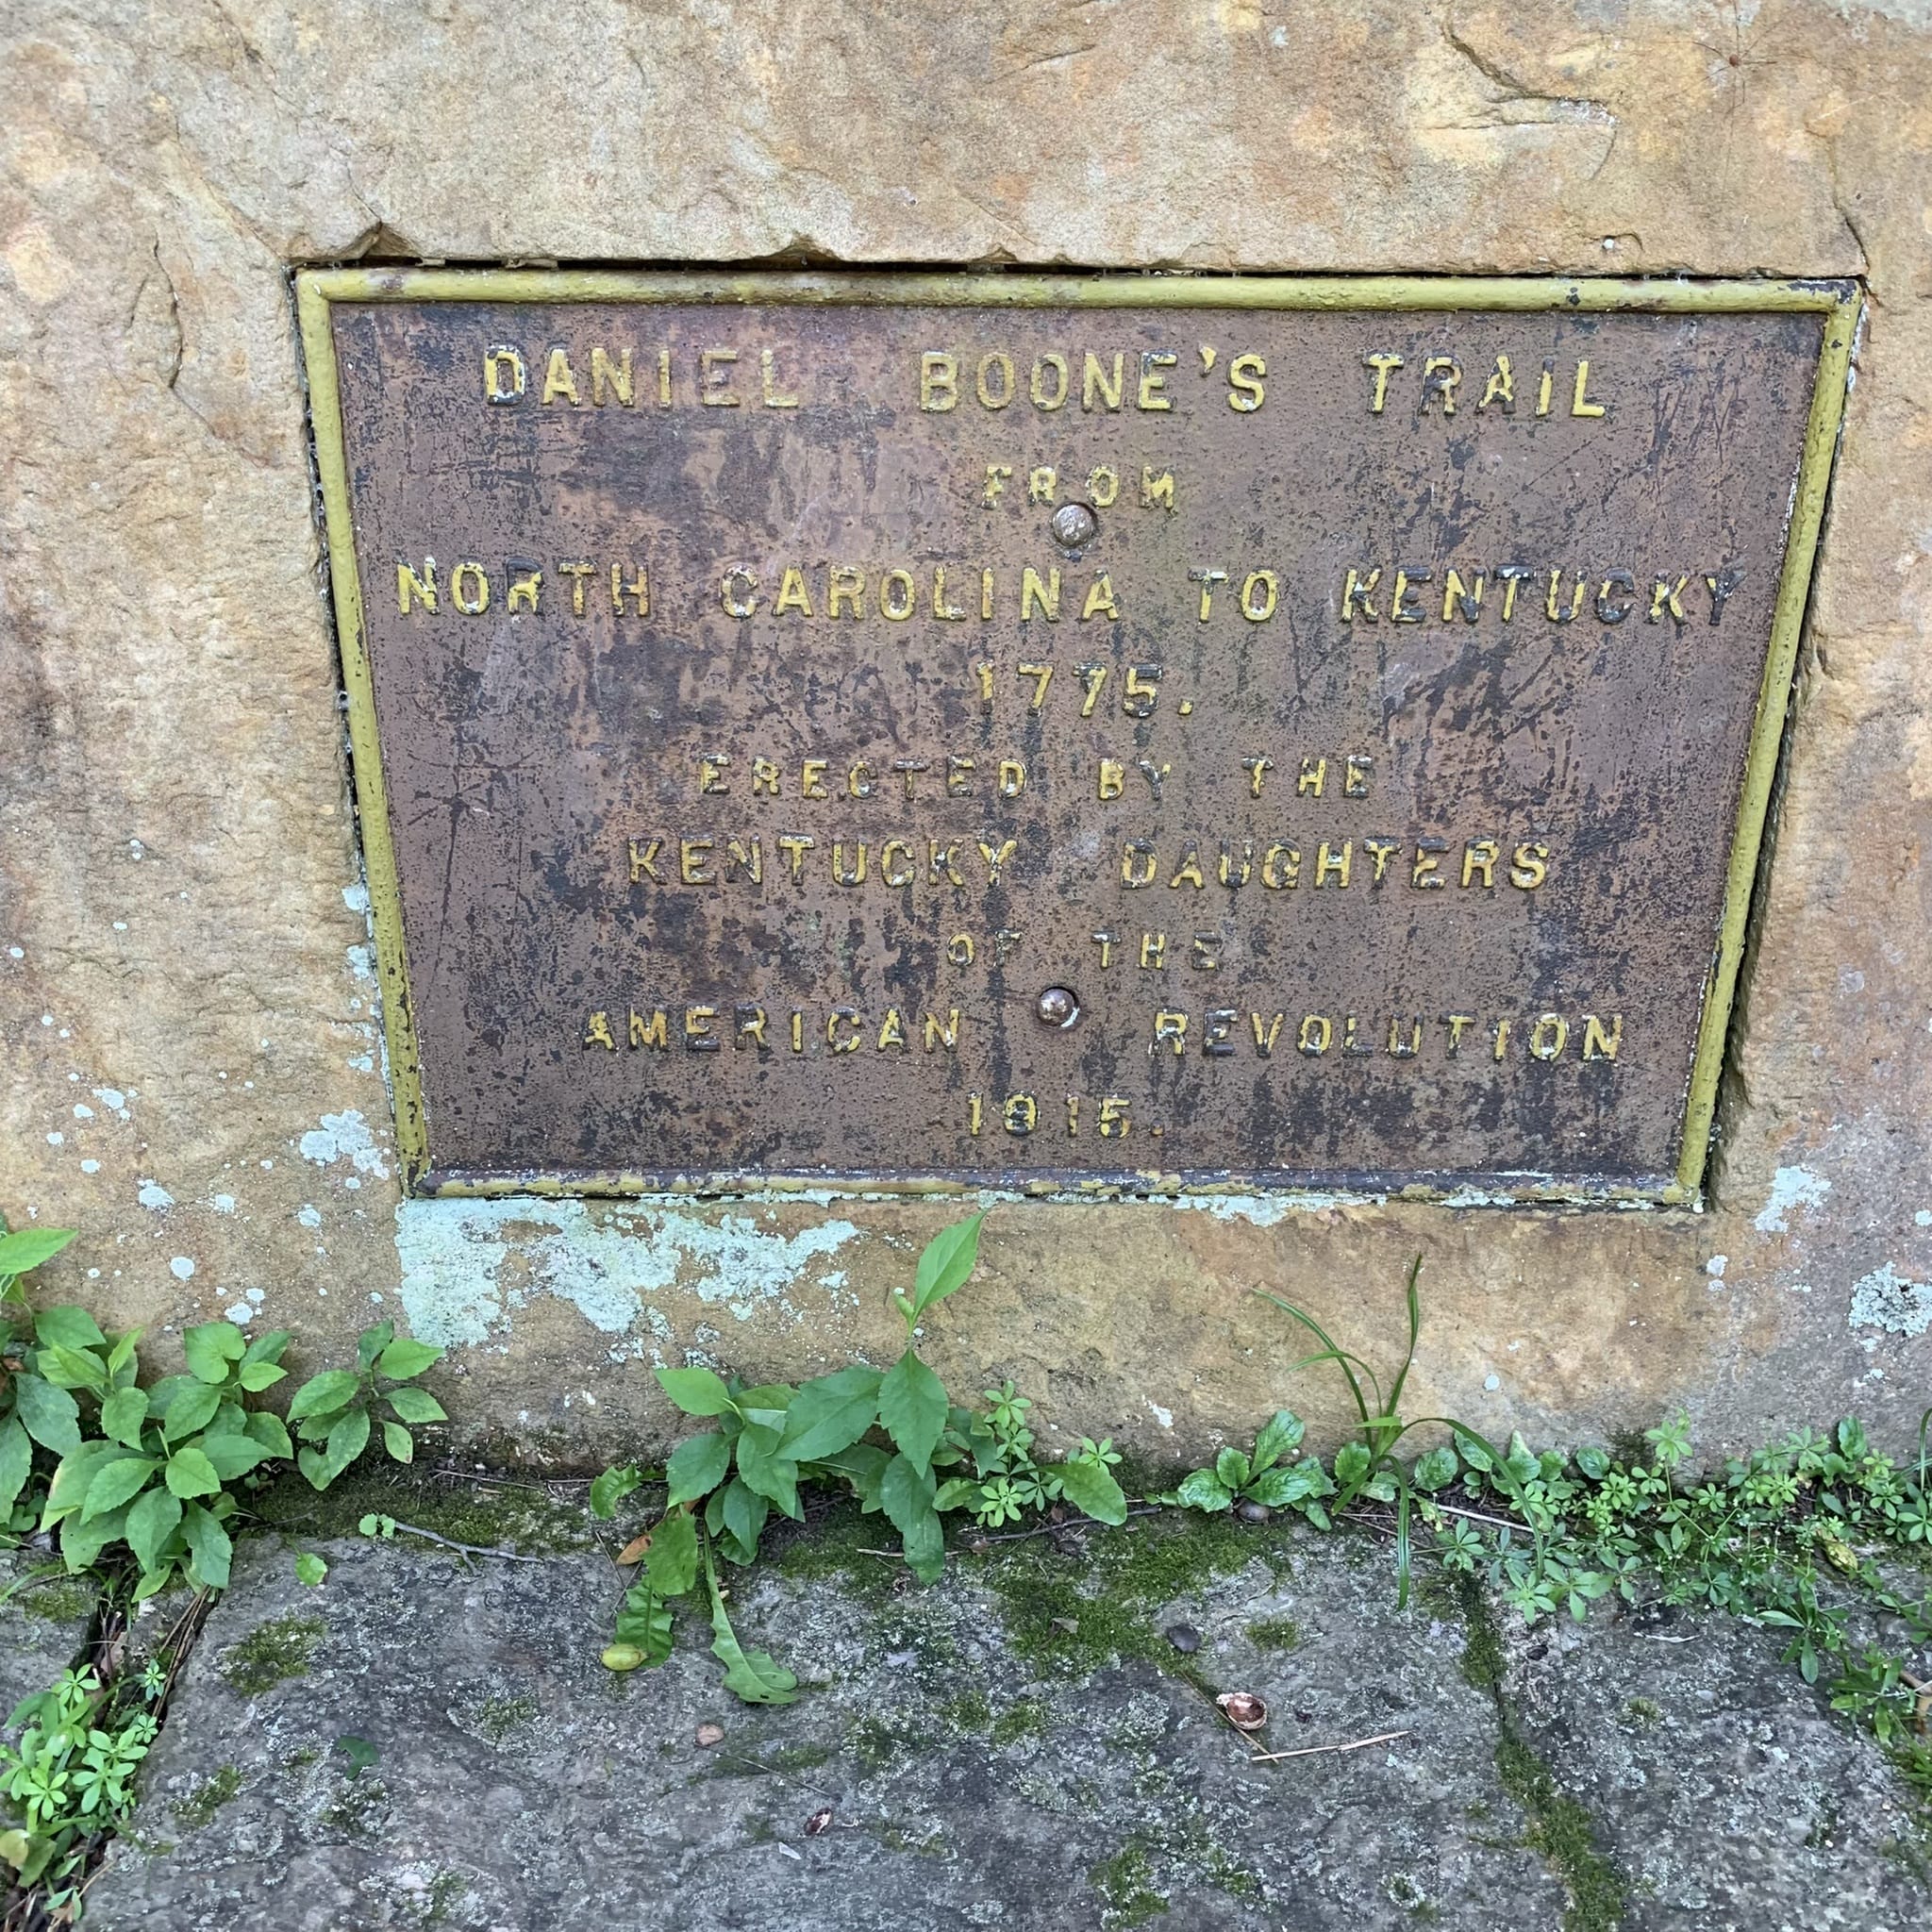 DANIEL BOONE'S TRAIL
FROM
NORTH CAROLINA TO KENTUCKY
1775.
ERECTED BY THE
KENTUCKY DAUGHTERS
OF THE
AMERICAN REVOLUTION
1915.